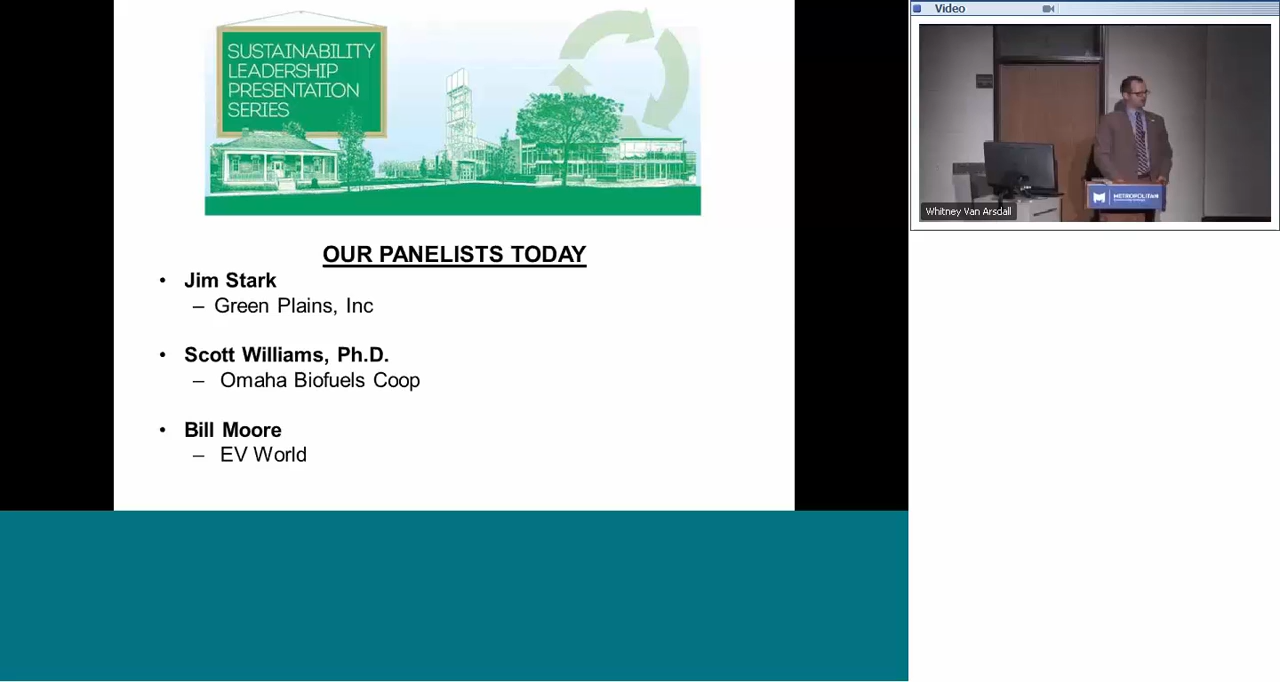 SUSTAINABILITY
LEADERSHIP
PRESENTATION
SERIES
OUR PANELISTS TODAY
• Jim Stark
– Green Plains, Inc
• Scott Williams, Ph.D.
– Omaha Biofuels Coop
• Bill Moore
– EV World
Video
METROPOLITAN
Whitney Van Arsdall